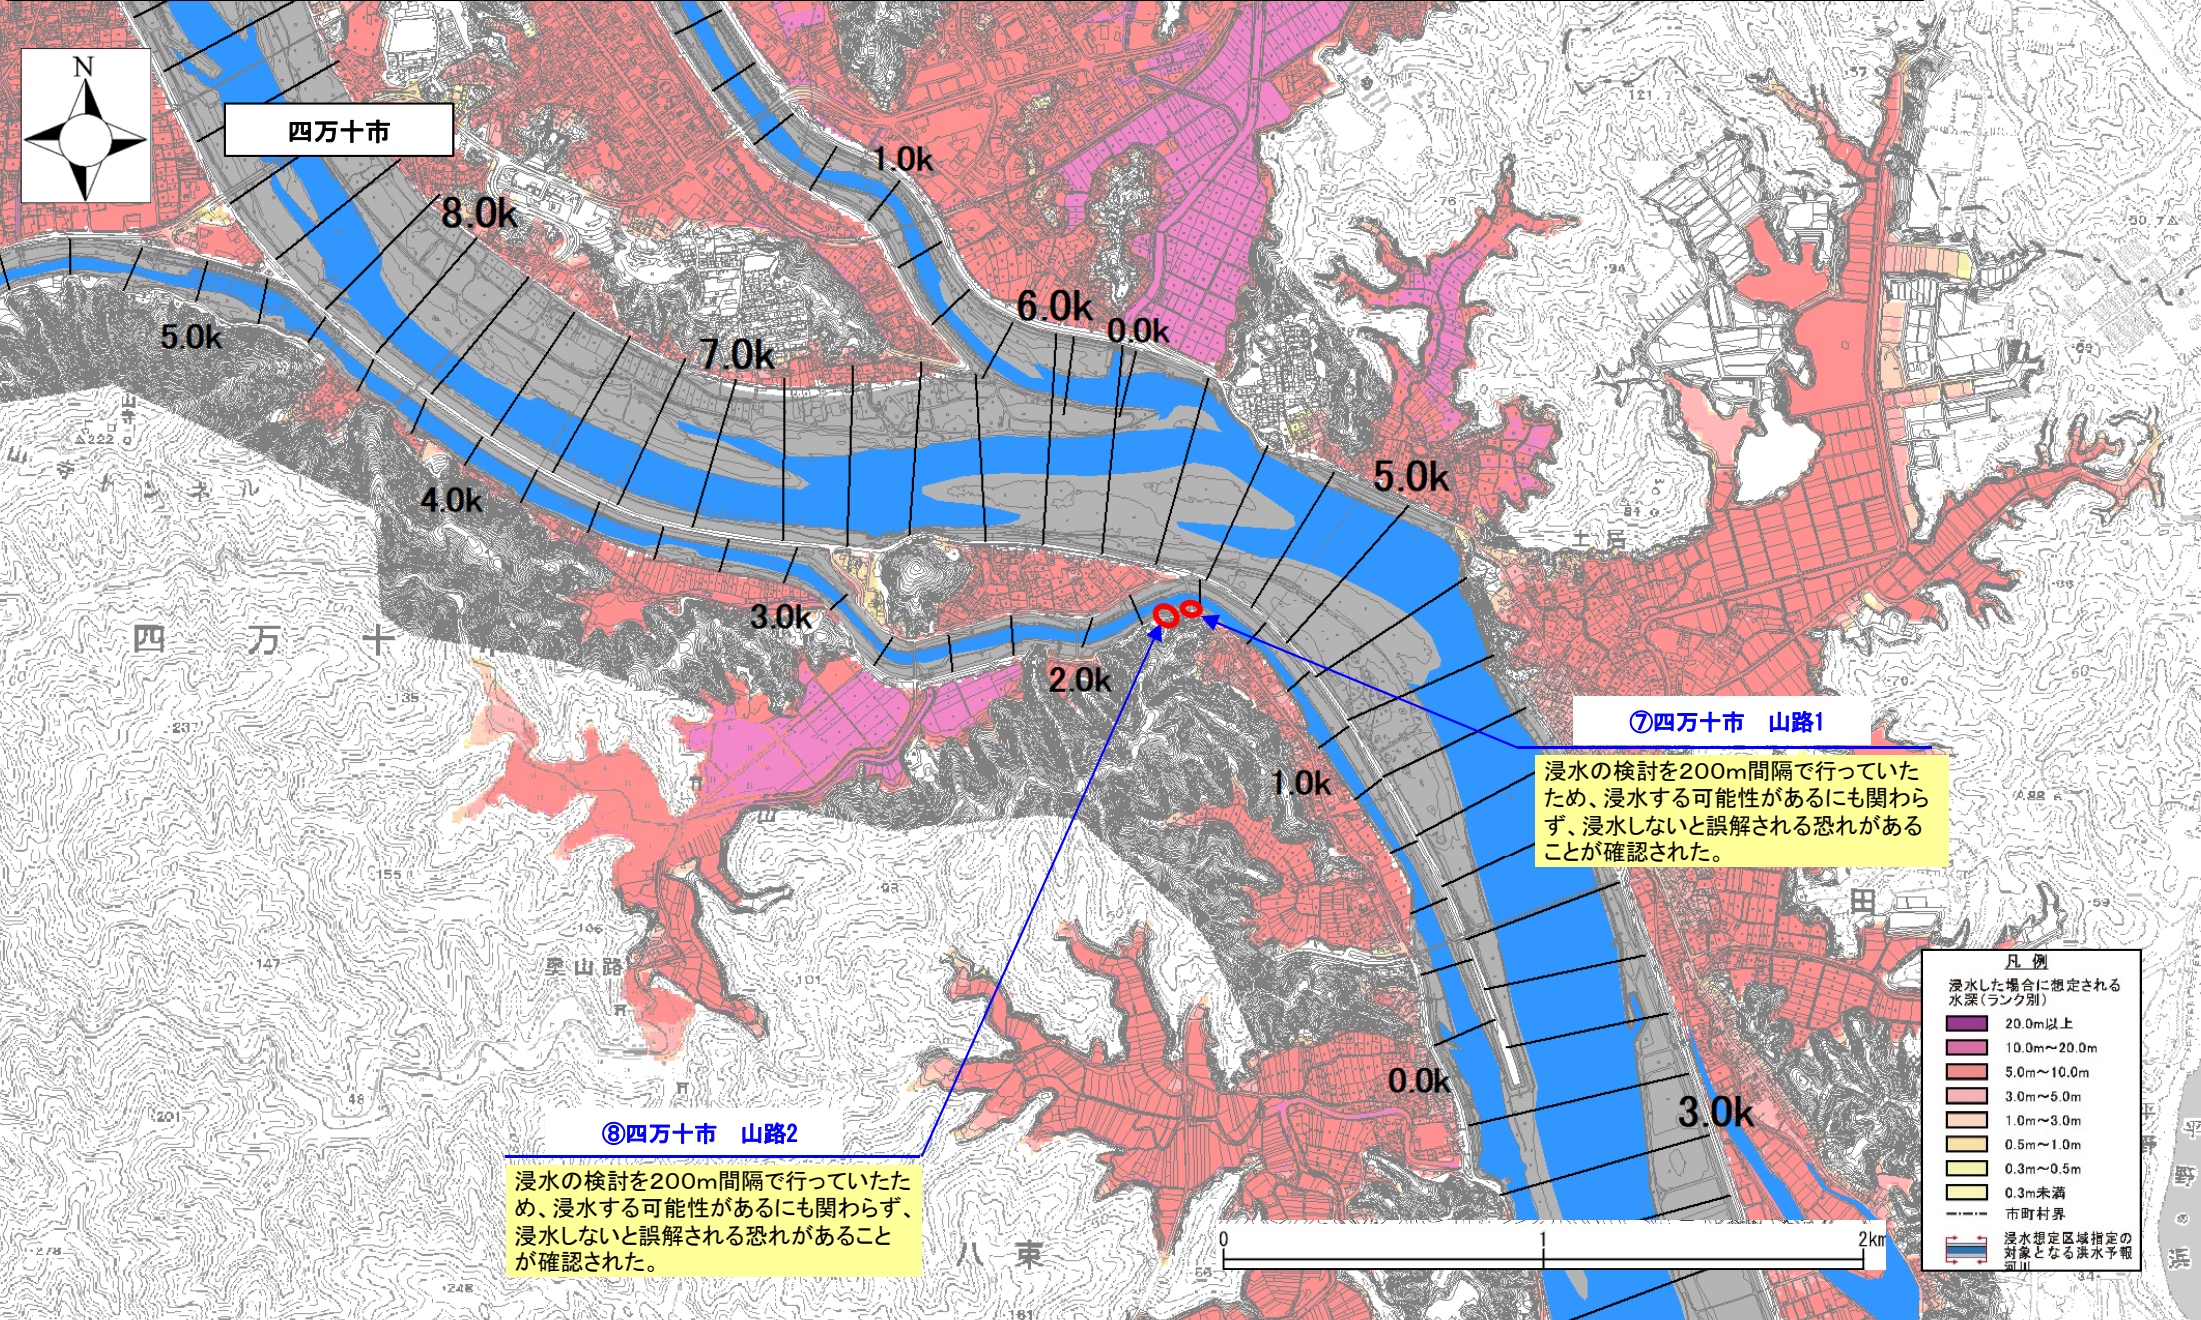 N
四万十市
1.0k
8.0k
6.0k
0.0k
5.0k
7.0k
5.0k
4.0k
3.0k
2.0k
1.0k
0.0k
3.0k
四万十
奥山路
八束
田
⑦四万十市　山路1
浸水の検討を200m間隔で行っていた
ため、浸水する可能性があるにも関わら
ず、浸水しないと誤解される恐れがある
ことが確認された。
⑧四万十市　山路2
浸水の検討を200m間隔で行っていたた
め、浸水する可能性があるにも関わらず、
浸水しないと誤解される恐れがあること
が確認された。
凡 例
浸水した場合に想定される
水深(ランク別)
20.0m以上
10.0m～20.0m
5.0m～10.0m
3.0m～5.0m
1.0m～3.0m
0.5m～1.0m
0.3m～0.5m
0.3m未満
市町村界
浸水想定区域指定の
対象となる洪水予報
河川
0 1 2km